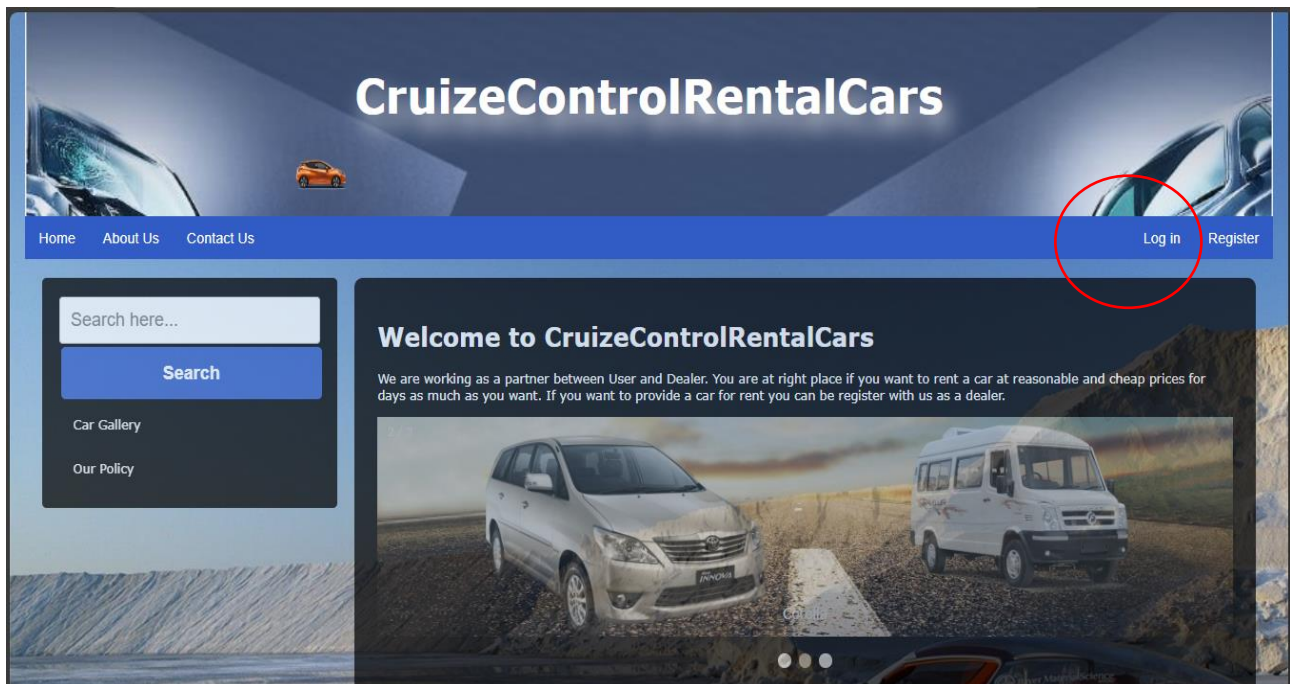 CruizeControlRentalCars
Home About Us Contact Us Log in Register
Search here...
Search
Car Gallery
Our Policy
Welcome to CruizeControlRentalCars
We are working as a partner between User and Dealer. You are at right place if you want to rent a car at reasonable and cheap prices for
days as much as you want. If you want to provide a car for rent you can be register with us as a dealer.
INNOVA